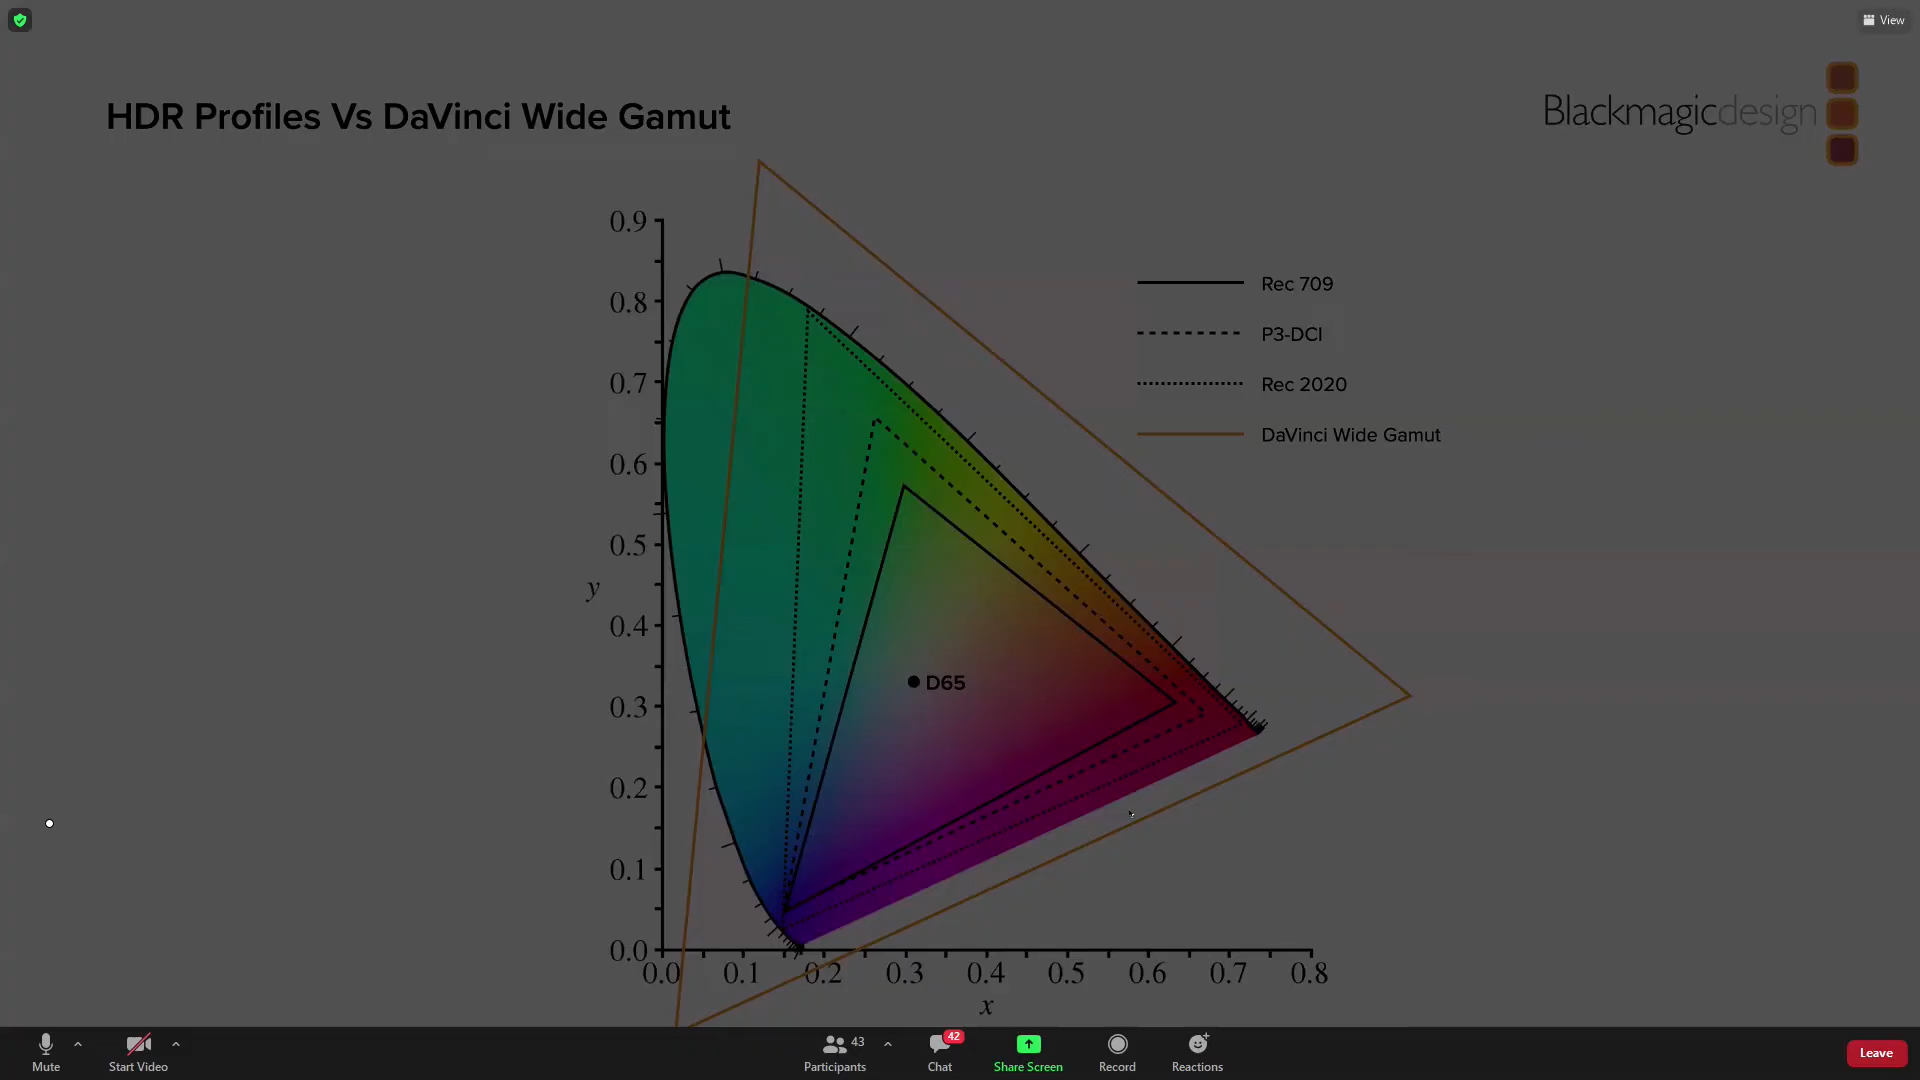 View
HDR Profiles Vs DaVinci Wide Gamut
Blackmagicdesign
0.9
0.8
0.7
0.6
0.5
0.4
0.3
0.2
0.1
0.0
y
Rec 709
P3-DCI
Rec 2020
DaVinci Wide Gamut
D65
0.0 0.1 0.2 0.3 0.4 0.5 0.6 0.7 0.8
x
Mute
Start Video
43
Participants
42
Chat
Share Screen
Record
Reactions
Leave